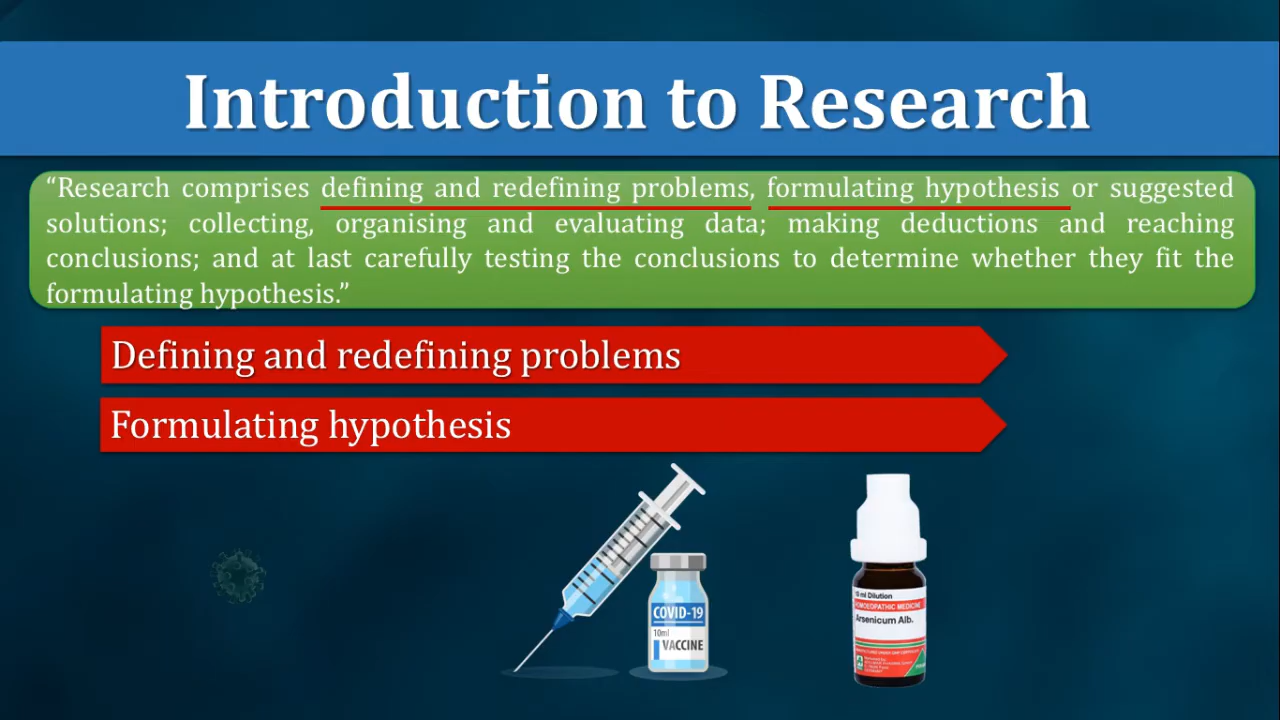 Introduction to Research
“Research comprises defining and redefining problems, formulating hypothesis or suggested
solutions; collecting, organising and evaluating data; making deductions and reaching
conclusions; and at last carefully testing the conclusions to determine whether they fit the
formulating hypothesis.”
Defining and redefining problems
Formulating hypothesis
COVID-19
10ml
VACCINE
ml Dilution
HOMOEOPATHIC MEDICINE
Arsenicum Alb.